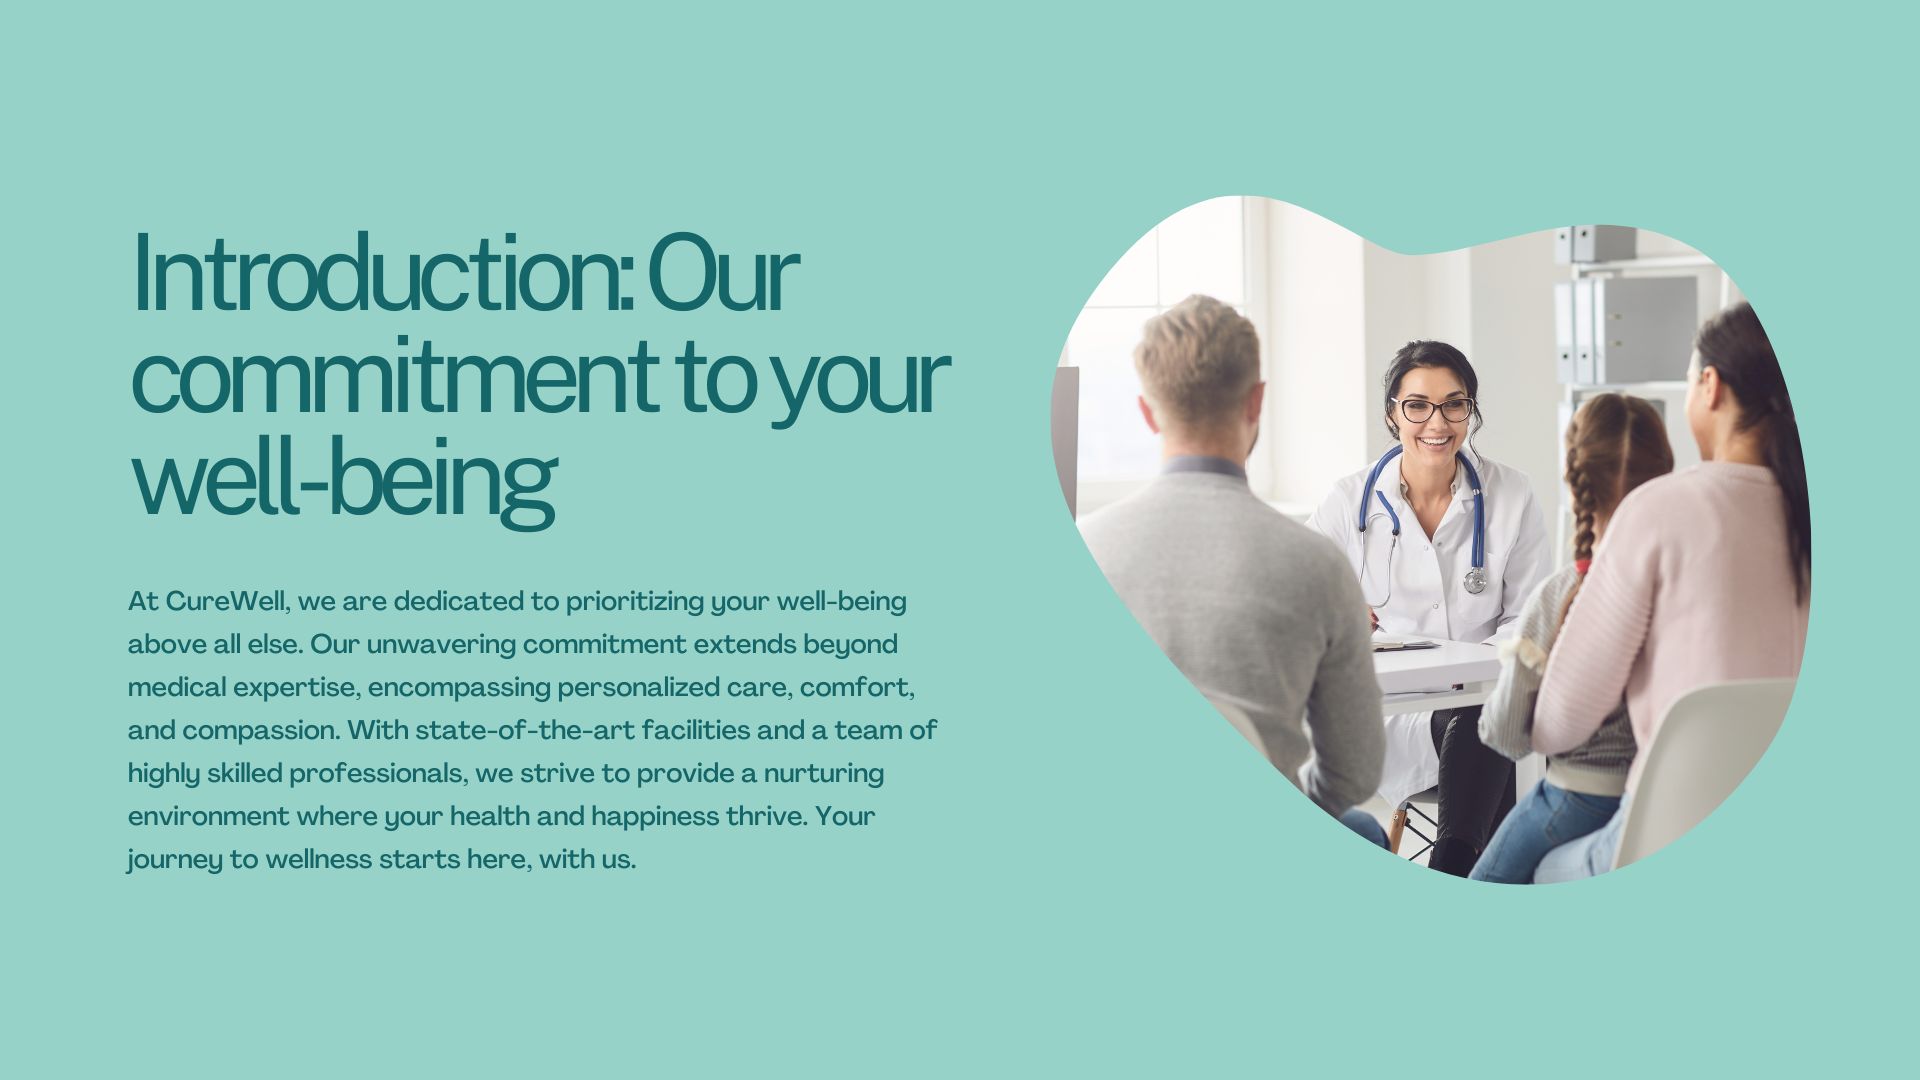 Introduction: Our
commitment to your
well-being
At CureWell, we are dedicated to prioritizing your well-being
above all else. Our unwavering commitment extends beyond
medical expertise, encompassing personalized care, comfort,
and compassion. With state-of-the-art facilities and a team of
highly skilled professionals, we strive to provide a nurturing
environment where your health and happiness thrive. Your
journey to wellness starts here, with us.